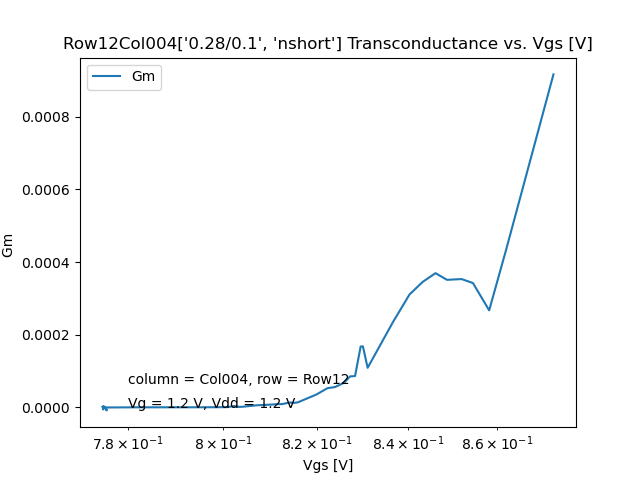 Row12Col004['0.28/0.1', 'nshort'] Transconductance vs. Vgs [V]
Gm
0.0008
0.0006
0.0004
0.0002
0.0000
Gm
column = Col004, row = Row12
Vg = 1.2 V, Vdd = 1.2 V
7.8 × 10⁻¹ 8 × 10⁻¹ 8.2 × 10⁻¹ 8.4 × 10⁻¹ 8.6 × 10⁻¹
Vgs [V]